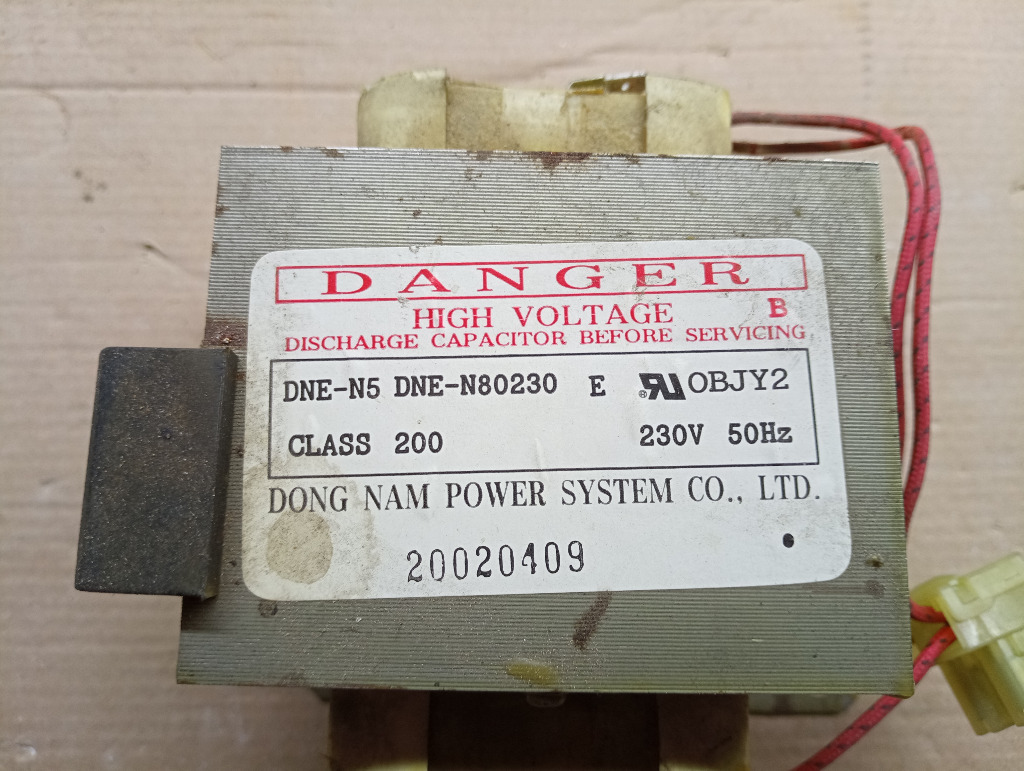 DANGER
HIGH VOLTAGE B
DISCHARGE CAPACITOR BEFORE SERVICING
DNE-N5 DNE-N80230 E RU® OBJY2
CLASS 200 230V 50Hz
DONG NAM POWER SYSTEM CO., LTD.
20020409